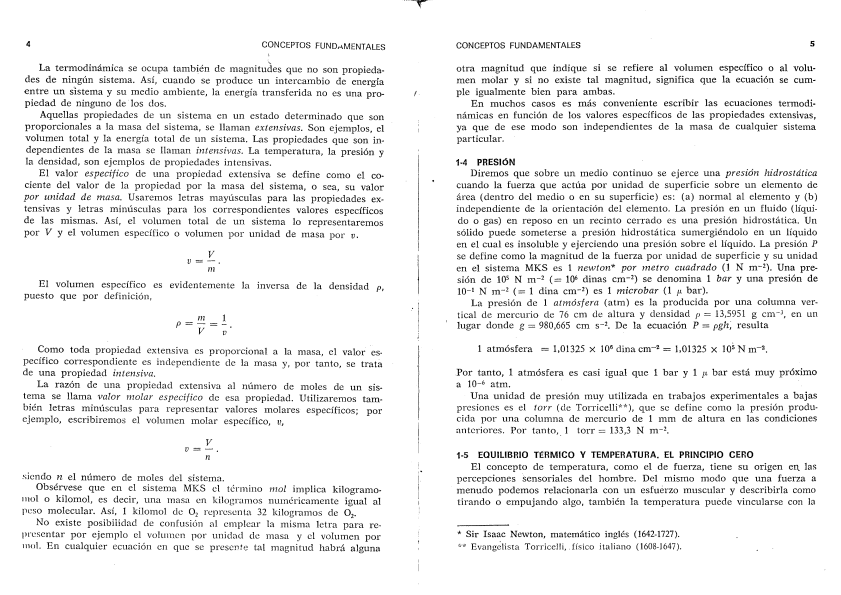 4 CONCEPTOS FUNDAMENTALES
La termodinámica se ocupa también de magnitudes que no son propieda-
des de ningún sistema. Así, cuando se produce un intercambio de energía
entre un sistema y su medio ambiente, la energía transferida no es una pro-
piedad de ninguno de los dos.
Aquellas propiedades de un sistema en un estado determinado que son
proporcionales a la masa del sistema, se llaman extensivas. Son ejemplos, el
volumen total y la energía total de un sistema. Las propiedades que son in-
dependientes de la masa se llaman intensivas. La temperatura, la presión y
la densidad, son ejemplos de propiedades intensivas.
El valor específico de una propiedad extensiva se define como el co-
ciente del valor de la propiedad por la masa del sistema, o sea, su valor
por unidad de masa. Usaremos letras mayúsculas para las propiedades ex-
tensivas y letras minúsculas para los correspondientes valores específicos
de las mismas. Así, el volumen total de un sistema lo representaremos
por V y el volumen específico o volumen por unidad de masa por v.
v = V/m.
El volumen específico es evidentemente la inversa de la densidad ρ,
puesto que por definición,
ρ = m/V = 1/v.
Como toda propiedad extensiva es proporcional a la masa, el valor es-
pecífico correspondiente es independiente de la masa y, por tanto, se trata
de una propiedad intensiva.
La razón de una propiedad extensiva al número de moles de un sis-
tema se llama valor molar específico de esa propiedad. Utilizaremos tam-
bién letras minúsculas para representar valores molares específicos; por
ejemplo, escribiremos el volumen molar específico, v,
v = V/n.
siendo n el número de moles del sistema.
Obsérvese que en el sistema MKS el término mol implica kilogramo-
mol o kilomol, es decir, una masa en kilogramos numéricamente igual al
peso molecular. Así, 1 kilomol de O₂ representa 32 kilogramos de O₂.
No existe posibilidad de confusión al emplear la misma letra para re-
presentar por ejemplo el volumen por unidad de masa y el volumen por
mol. En cualquier ecuación en que se presente tal magnitud habrá alguna
CONCEPTOS FUNDAMENTALES 5
otra magnitud que indique si se refiere al volumen específico o al volu-
men molar y si no existe tal magnitud, significa que la ecuación se cum-
ple igualmente bien para ambas.
En muchos casos es más conveniente escribir las ecuaciones termodi-
námicas en función de los valores específicos de las propiedades extensivas,
ya que de ese modo son independientes de la masa de cualquier sistema
particular.
1-4 PRESIÓN
Diremos que sobre un medio continuo se ejerce una presión hidrostática
cuando la fuerza que actúa por unidad de superficie sobre un elemento de
área (dentro del medio o en su superficie) es: (a) normal al elemento y (b)
independiente de la orientación del elemento. La presión en un fluido (líqui-
do o gas) en reposo en un recinto cerrado es una presión hidrostática. Un
sólido puede someterse a presión hidrostática sumergiéndolo en un líquido
en el cual es insoluble y ejerciendo una presión sobre el líquido. La presión P
se define como la magnitud de la fuerza por unidad de superficie y su unidad
en el sistema MKS es 1 newton* por metro cuadrado (1 N m⁻²). Una pre-
sión de 10⁵ N m⁻² (= 10⁶ dinas cm⁻²) se denomina 1 bar y una presión de
10⁻¹ N m⁻² (= 1 dina cm⁻²) es 1 microbar (1 μ bar).
La presión de 1 atmósfera (atm) es la producida por una columna ver-
tical de mercurio de 76 cm de altura y densidad ρ = 13,5951 g cm⁻³, en un
lugar donde g = 980,665 cm s⁻². De la ecuación P = ρgh, resulta
1 atmósfera = 1,01325 × 10⁶ dina cm⁻² = 1,01325 × 10⁵ N m⁻².
Por tanto, 1 atmósfera es casi igual que 1 bar y 1 μ bar está muy próximo
a 10⁻⁶ atm.
Una unidad de presión muy utilizada en trabajos experimentales a bajas
presiones es el torr (de Torricelli**), que se define como la presión produ-
cida por una columna de mercurio de 1 mm de altura en las condiciones
anteriores. Por tanto, 1 torr = 133,3 N m⁻².
1-5 EQUILIBRIO TÉRMICO Y TEMPERATURA. EL PRINCIPIO CERO
El concepto de temperatura, como el de fuerza, tiene su origen en las
percepciones sensoriales del hombre. Del mismo modo que una fuerza a
menudo podemos relacionarla con un esfuerzo muscular y describirla como
tirando o empujando algo, también la temperatura puede vincularse con la
* Sir Isaac Newton, matemático inglés (1642-1727).
** Evangelista Torricelli, físico italiano (1608-1647).